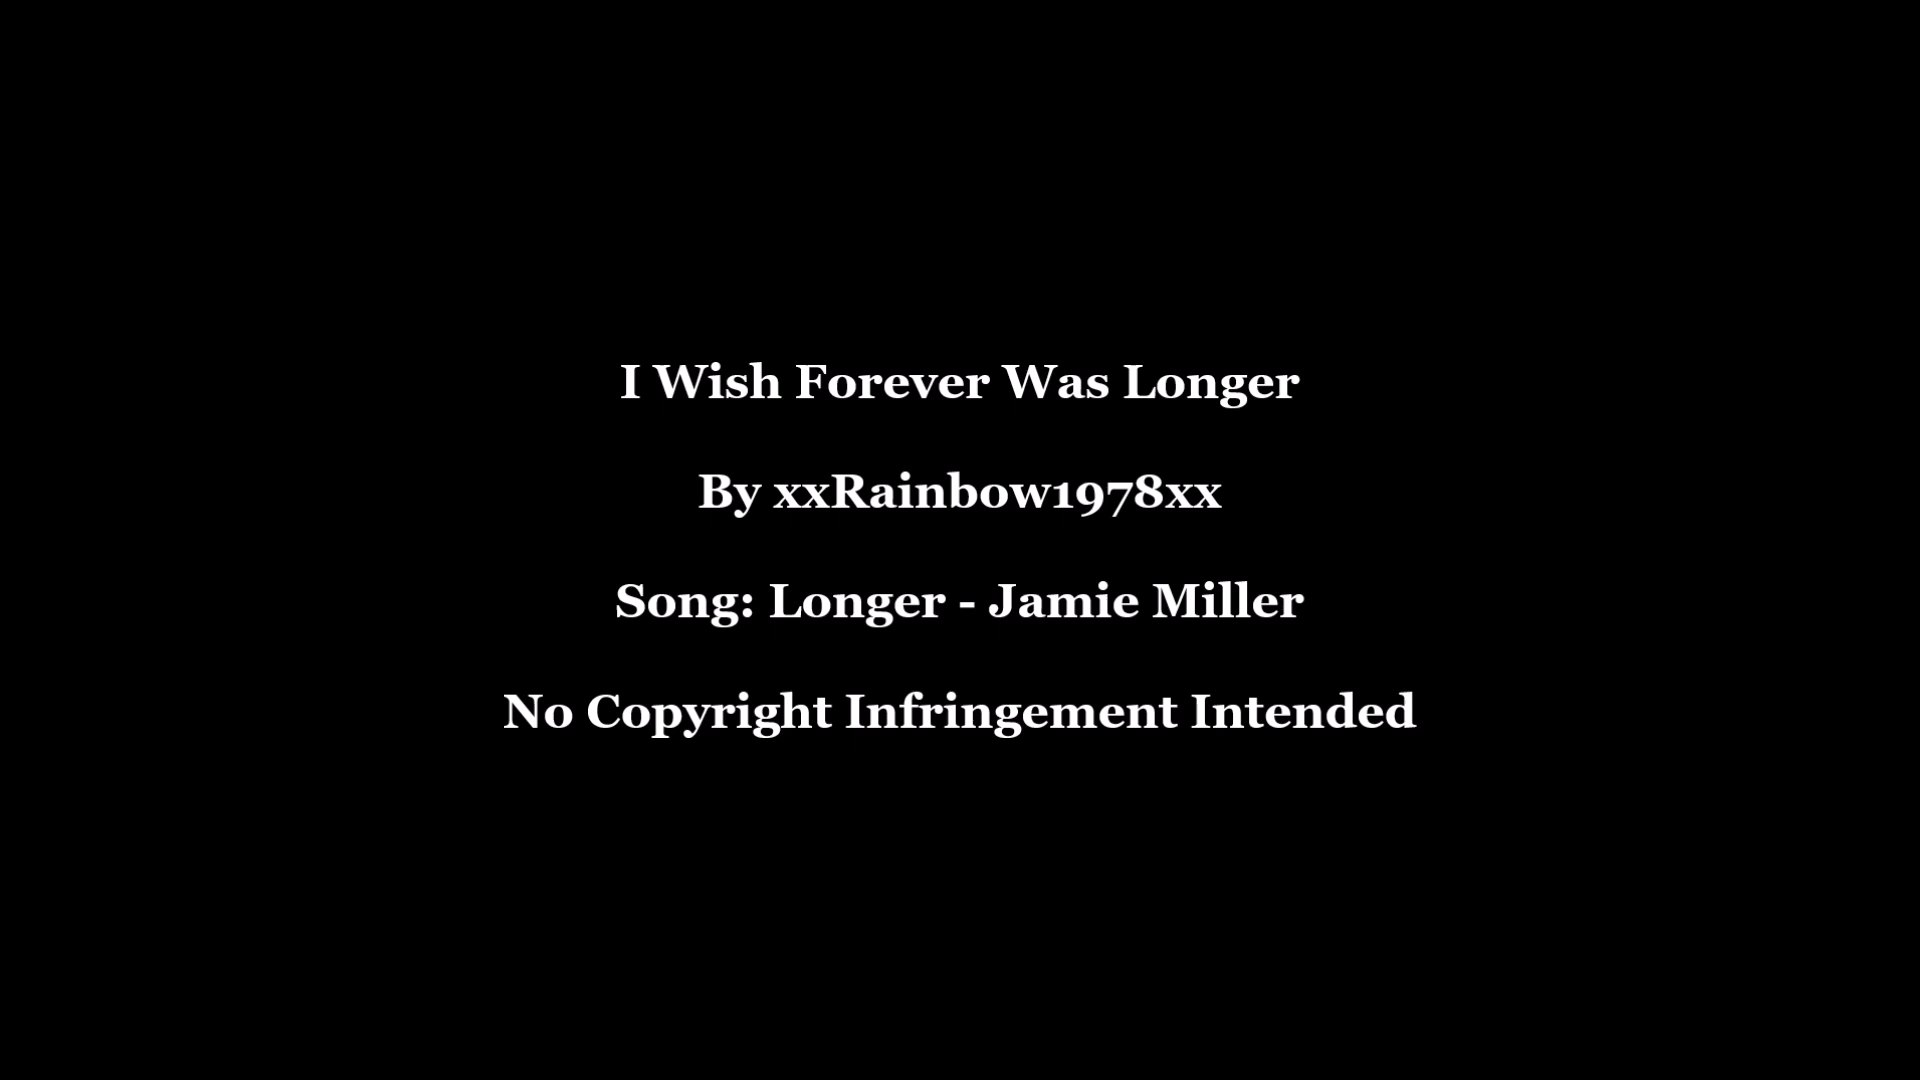 I Wish Forever Was Longer
By xxRainbow1978xx
Song: Longer - Jamie Miller
No Copyright Infringement Intended